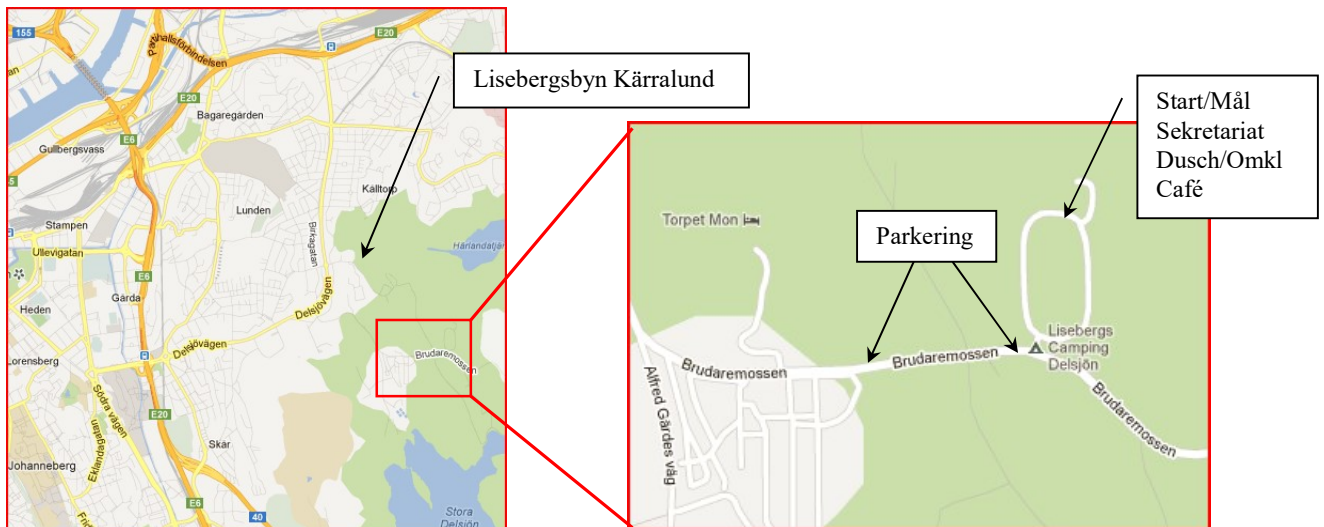 155
Partihallsförbindelsen
E20
E20
Lisebergsbyn Kärralund
Bagaregården
E6
Gullbergsvass
Kålltorp
Lunden
Stampen
Birkagatan
Härlandatjärn
Ullevigatan
E6
Gårda
Heden
Delsjövägen
Delsjövägen
Brudaremossen
Lorensberg
Södra vägen
E20
Eklandagatan
Skår
Johanneberg
E6
40
Stora
Delsjön
Start/Mål
Sekretariat
Dusch/Omkl
Café
Torpet Mon
Parkering
Lisebergs
Camping
Delsjön
Brudaremossen
Brudaremossen
Brudaremossen
Alfred Gärdes väg